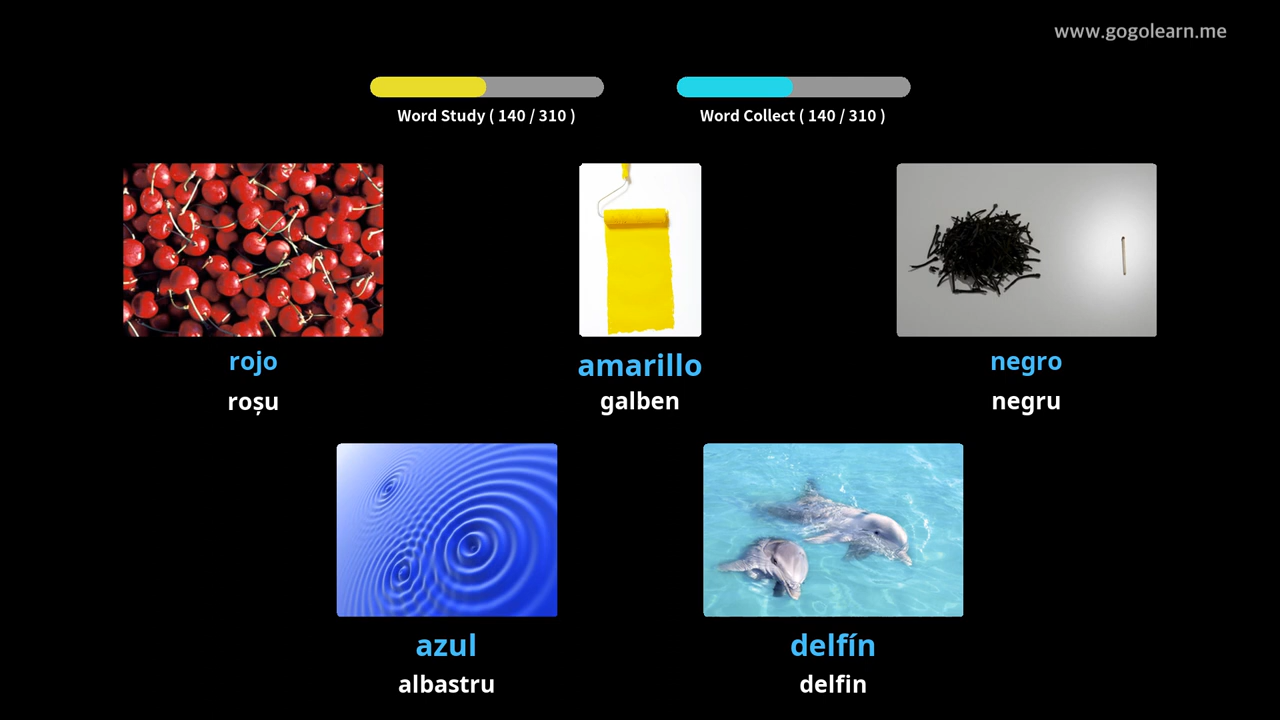 www.gogolearn.me
Word Study ( 140 / 310 )
Word Collect ( 140 / 310 )
rojo
roșu
amarillo
galben
negro
negru
azul
albastru
delfín
delfin